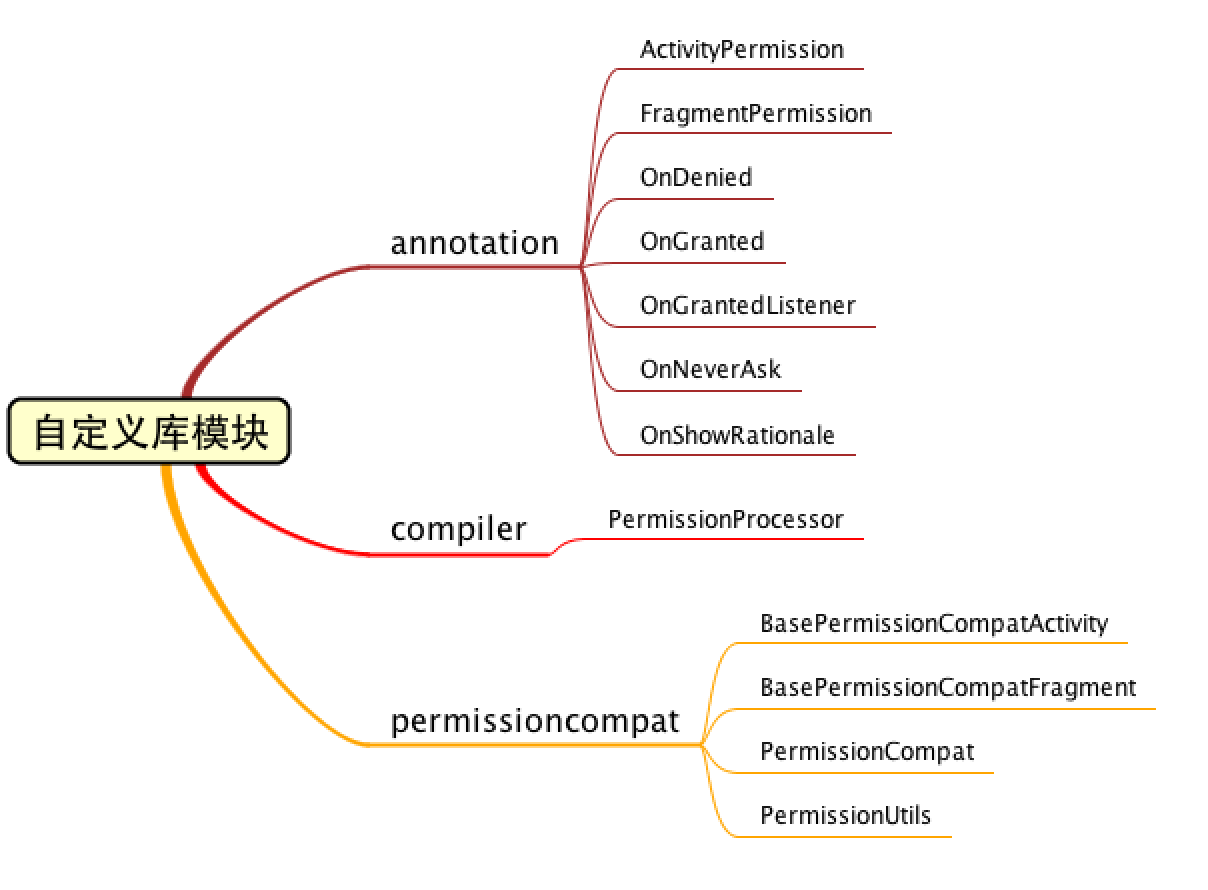 自定义库模块
annotation
ActivityPermission
FragmentPermission
OnDenied
OnGranted
OnGrantedListener
OnNeverAsk
OnShowRationale
compiler
PermissionProcessor
permissioncompat
BasePermissionCompatActivity
BasePermissionCompatFragment
PermissionCompat
PermissionUtils